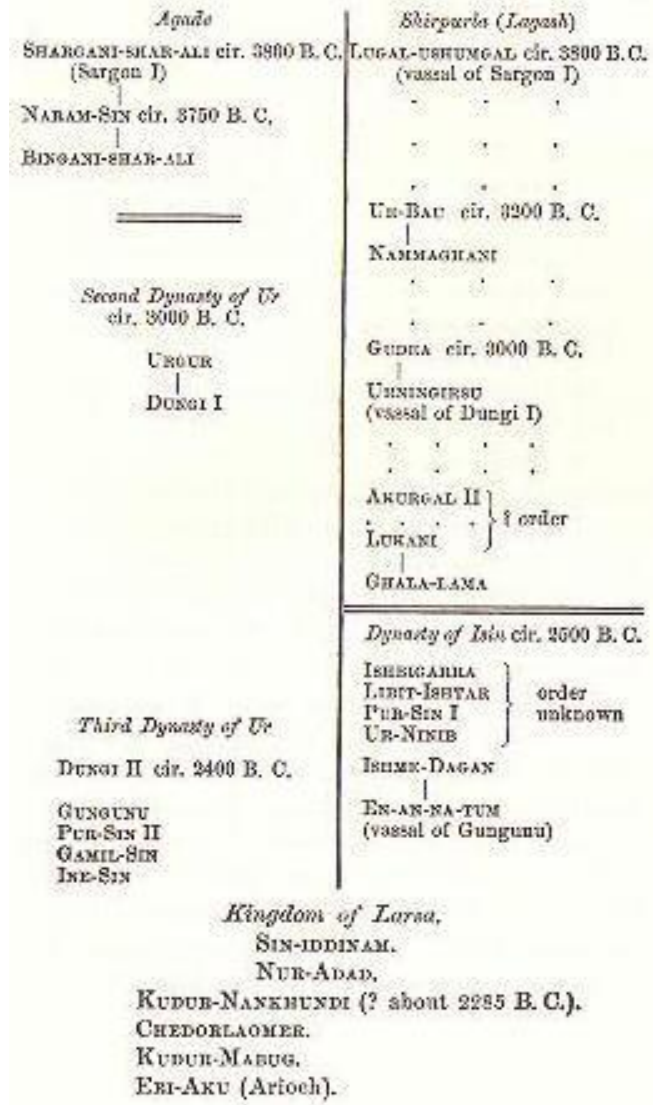 Agade
SHARGANI-SHAR-ALI cir. 3800 B. C.
(Sargon I)
NARAM-SIN cir. 3750 B. C.
BINGANI-SHAR-ALI
Second Dynasty of Ur
cir. 3000 B. C.
URGUR
DUNGI I
Third Dynasty of Ur
DUNGI II cir. 2400 B. C.
GUNGUNU
PUR-SIN II
GAMIL-SIN
INE-SIN
Shirpurla (Lagash)
LUGAL-USHUMGAL cir. 3800 B. C.
(vassal of Sargon I)
. . .
. . .
. . .
UR-BAU cir. 3200 B. C.
NAMMAGHANI
. . .
. . .
GUDEA cir. 3000 B. C.
URNINGIRSU
(vassal of Dungi I)
. . . .
. . . .
AKURGAL II
. . . . ? order
LUKANI
GHALA-LAMA
Dynasty of Isin cir. 2500 B. C.
ISHBIGARRA
LIBIT-ISHTAR order
PUR-SIN I unknown
UR-NINIB
ISHME-DAGAN
EN-AN-NA-TUM
(vassal of Gungunu)
Kingdom of Larsa.
SIN-IDDINAM.
NUR-ADAD.
KUDUR-NANKHUNDI (? about 2285 B. C.).
CHEDORLAOMER.
KUDUR-MABUG.
ERI-AKU (Arioch).